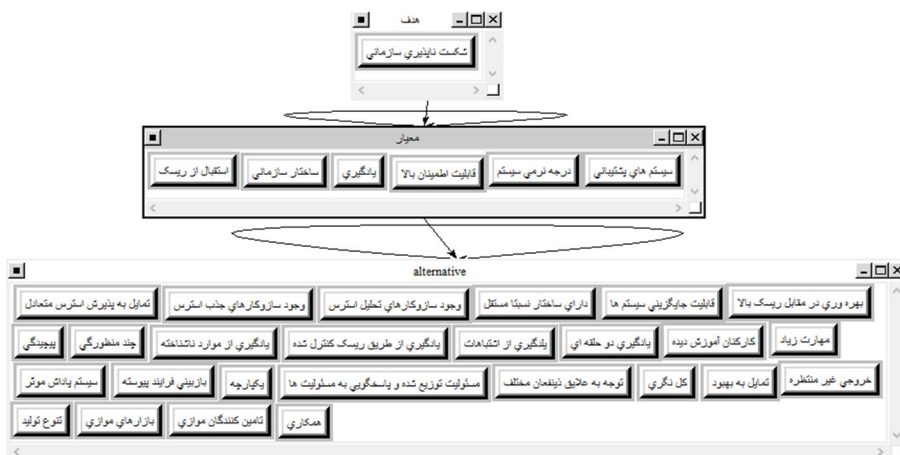 هدف
شكست ناپذيري سازماني
معيار
سيستم هاي پشتيباني درجه نرمي سيستم قابليت اطمينان بالا يادگيري ساختار سازماني استقبال از ريسک
alternative
بهره وري در مقابل ريسک بالا قابليت جايگزيني سيستم ها داراي ساختار نسبتا مستقل وجود سازوكارهاي تحليل استرس وجود سازوكارهاي جذب استرس تمايل به پذيرش استرس متعادل
مهارت زياد كاركنان آموزش ديده يادگيري دو حلقه اي يلدگيري از اشتباهات يادگيري از طريق ريسک كنترل شده يادگيري از موارد ناشناخته چند منظورگي پيچيدگي
خروجي غير منتظره تمايل به بهبود كل نگري توجه به علايق ذينفعان مختلف مسئوليت توزيع شده و پاسخگويي به مسئوليت ها يكپارچه بازبيني فرايند پيوسته سيستم پاداش موثر
همكاري تامين كنندگان موازي بازارهاي موازي تنوع توليد